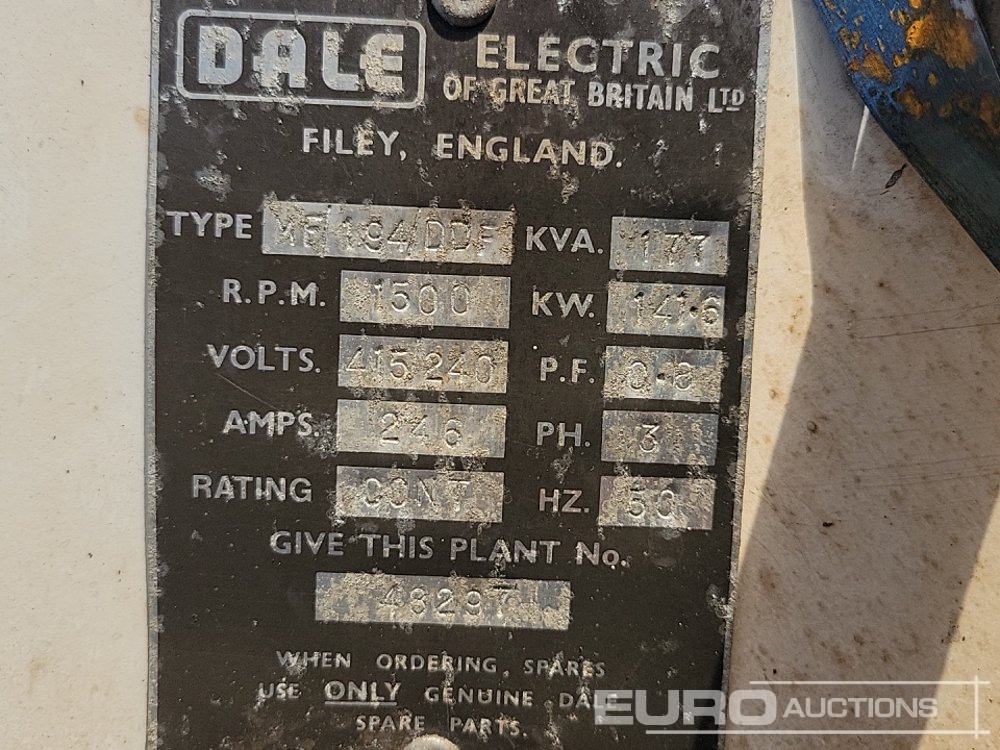 DALE ELECTRIC
OF GREAT BRITAIN LTD
FILEY, ENGLAND.
TYPE MF194/DDF KVA. 177
R.P.M. 1500 KW. 141.6
VOLTS. 415/240 P.F. 0.8
AMPS. 246 PH. 3
RATING CONT HZ. 50
GIVE THIS PLANT No.
48297
WHEN ORDERING SPARES
USE ONLY GENUINE DALE
SPARE PARTS.
EURO AUCTIONS